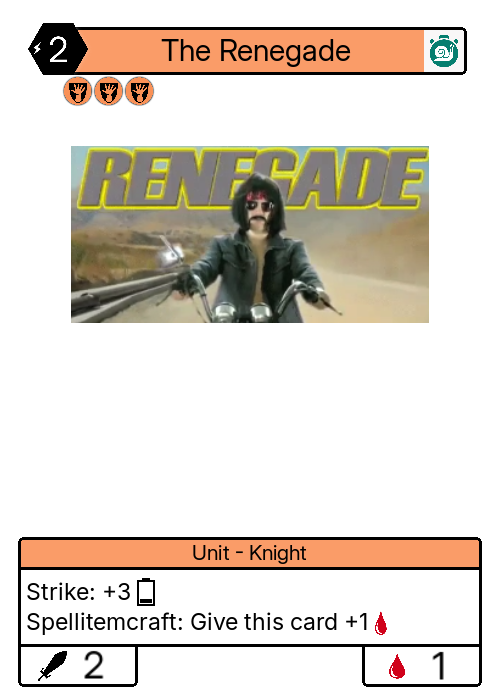 2
The Renegade
RENEGADE
Unit - Knight
Strike: +3
Spellitemcraft: Give this card +1
2
1